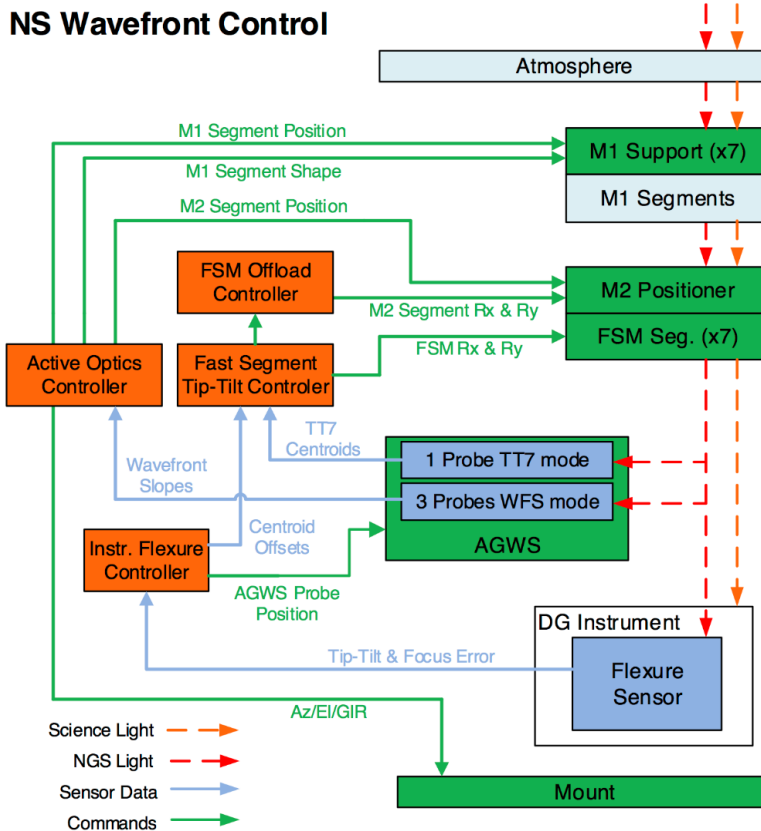 NS Wavefront Control
Atmosphere
M1 Segment Position
M1 Support (x7)
M1 Segment Shape
M1 Segments
M2 Segment Position
FSM Offload
Controller
M2 Positioner
M2 Segment Rx & Ry
FSM Seg. (x7)
Active Optics
Controller
Fast Segment
Tip-Tilt Controler
FSM Rx & Ry
TT7
Centroids
1 Probe TT7 mode
Wavefront
Slopes
3 Probes WFS mode
AGWS
Centroid
Offsets
Instr. Flexure
Controller
AGWS Probe
Position
DG Instrument
Tip-Tilt & Focus Error
Flexure
Sensor
Az/El/GIR
Science Light
NGS Light
Sensor Data
Commands
Mount